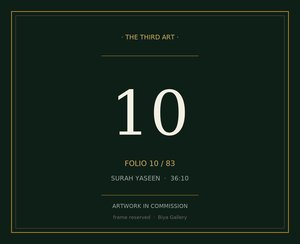 · THE THIRD ART ·
10
FOLIO 10 / 83
SURAH YASEEN · 36:10
ARTWORK IN COMMISSION
frame reserved · Biya Gallery